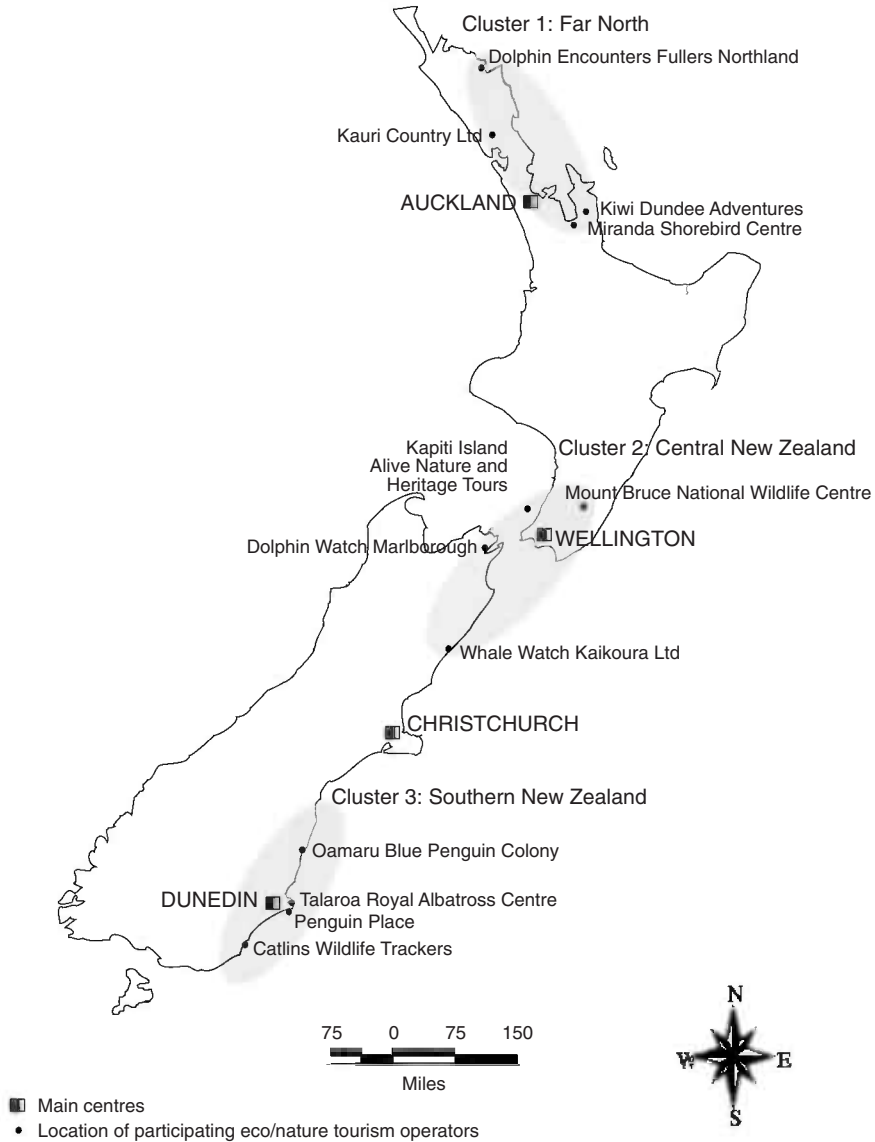 Cluster 1: Far North
Dolphin Encounters Fullers Northland
Kauri Country Ltd
AUCKLAND
Kiwi Dundee Adventures
Miranda Shorebird Centre
Kapiti Island
Alive Nature and
Heritage Tours
Cluster 2: Central New Zealand
Mount Bruce National Wildlife Centre
WELLINGTON
Dolphin Watch Marlborough
Whale Watch Kaikoura Ltd
CHRISTCHURCH
Cluster 3: Southern New Zealand
Oamaru Blue Penguin Colony
DUNEDIN
Talaroa Royal Albatross Centre
Penguin Place
Catlins Wildlife Trackers
75 0 75 150
Miles
N
W E
S
Main centres
Location of participating eco/nature tourism operators